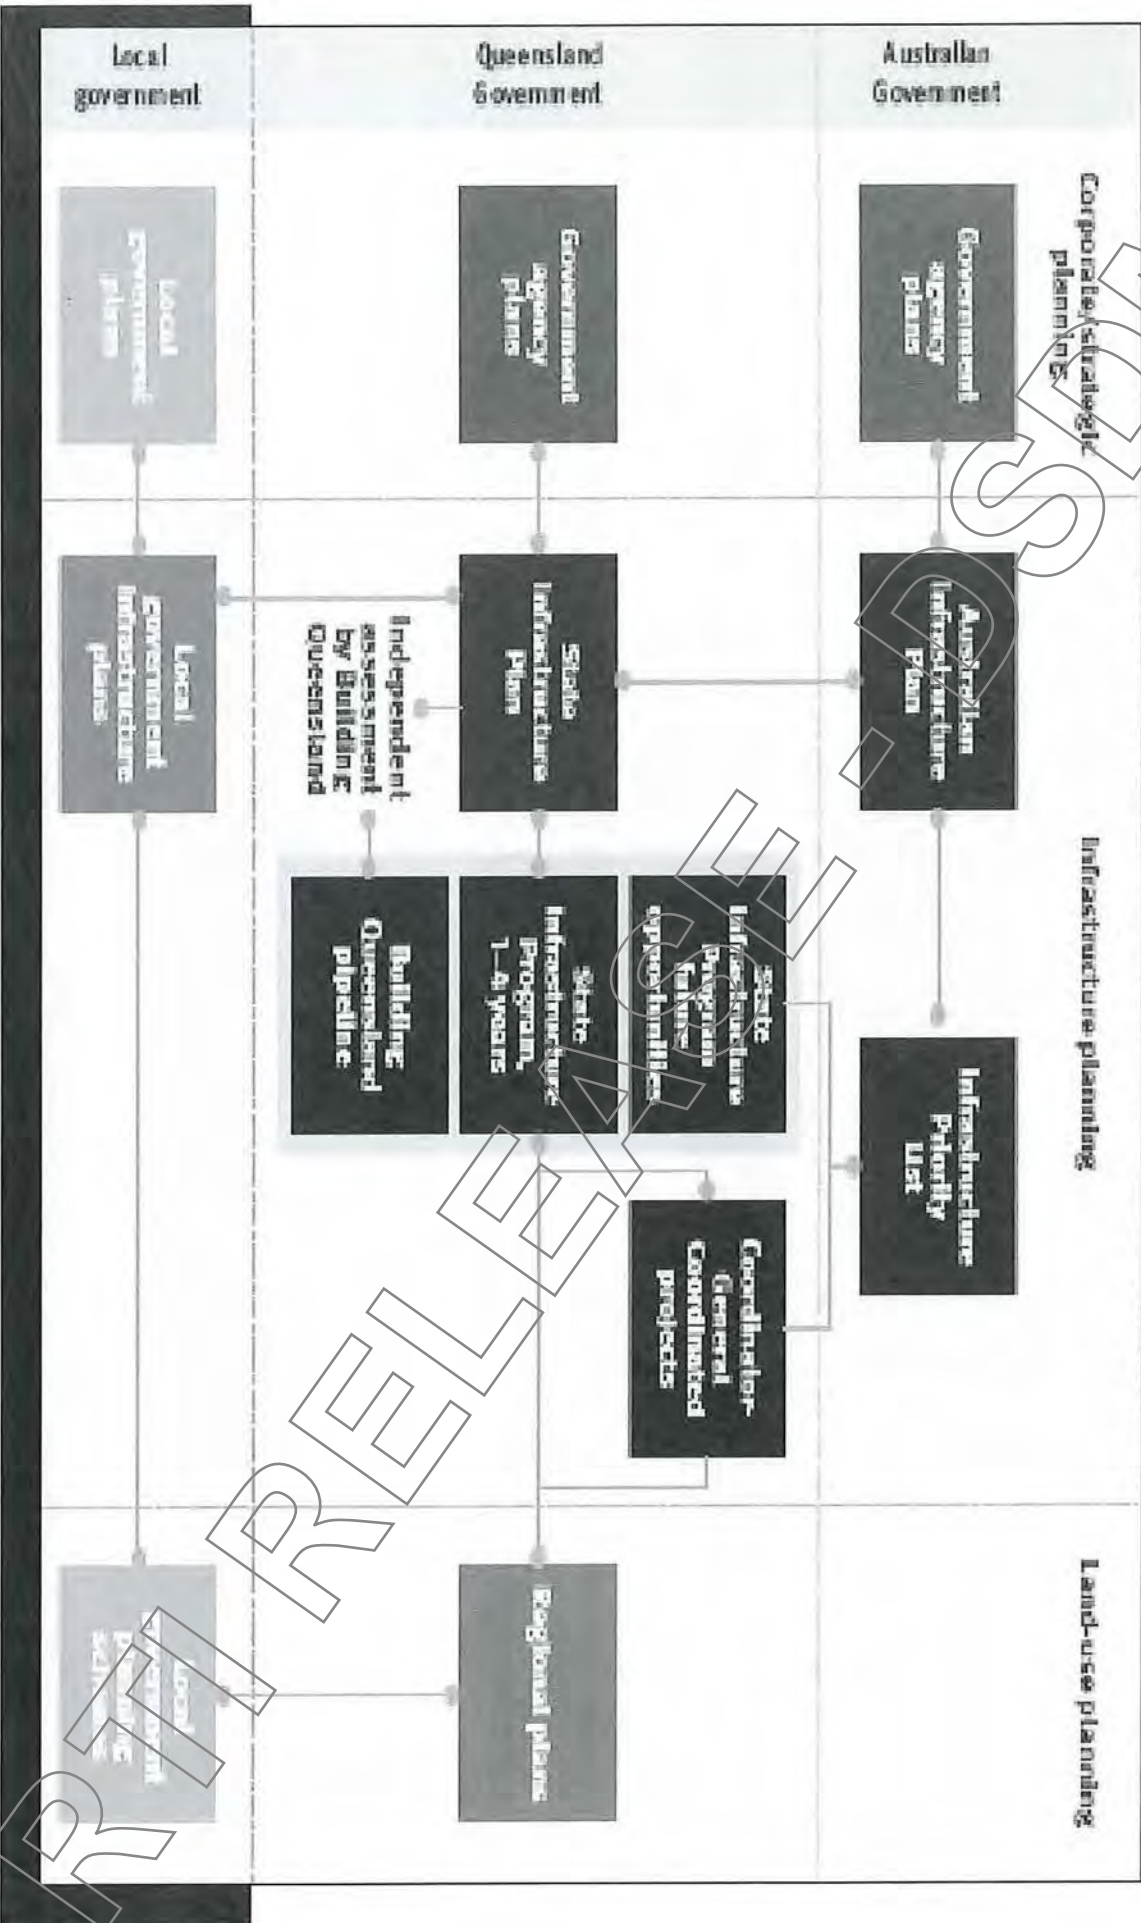 Corporate/strategic
planning
Infrastructure planning
Land-use planning
Australian
Government
Government
agency
plans
Australian
Infrastructure
Plan
Infrastructure
Priority
List
Queensland
Government
Government
agency
plans
State
Infrastructure
Plan
Independent
assessment
by Building
Queensland
State
Infrastructure
Program
future
opportunities
State
Infrastructure
Program,
1–4 years
Building
Queensland
pipeline
Coordinator-
General
Coordinated
projects
Regional plans
Local
government
Local
government
plans
Local
government
infrastructure
plans
Local
government
planning
schemes
RTI RELEASE - DSD